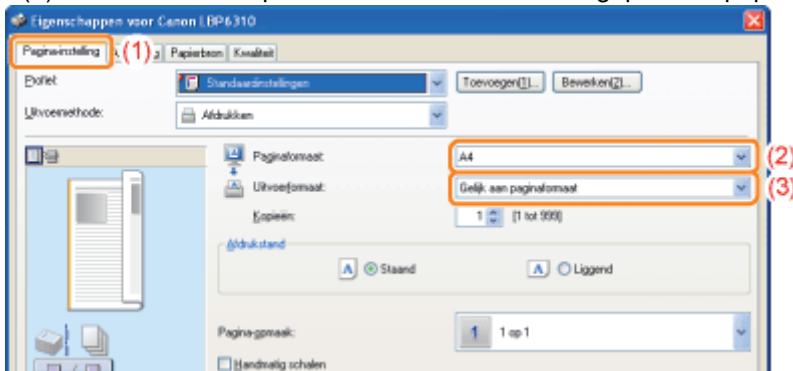 Eigenschappen voor Canon LBP6310
Pagina-instelling (1) Papierbron Kwaliteit
Profiel: Standaardinstellingen Toevoegen(1)... Bewerken(2)...
Uitvoermethode: Afdrukken
Paginaformaat: A4 (2)
Uitvoerformaat: Gelijk aan paginaformaat (3)
Kopieën: 1 [1 tot 999]
Afdrukstand
A Staand A Liggend
Pagina-opmaak: 1 1 op 1
Handmatig schalen